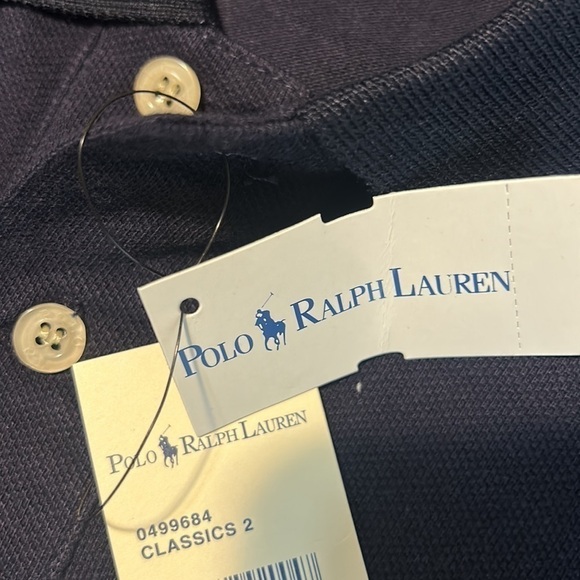 POLO RALPH LAUREN
POLO RALPH LAUREN
0499684
CLASSICS 2